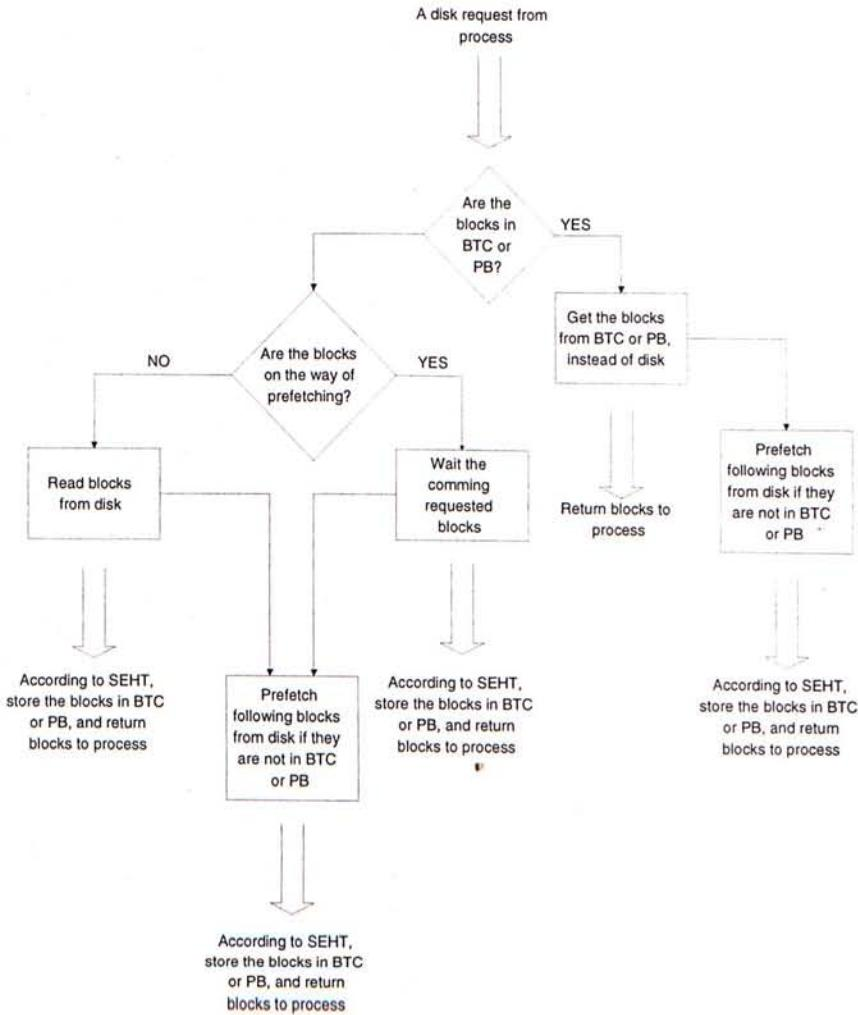 A disk request from
process
Are the
blocks in
BTC or
PB?
YES
Get the blocks
from BTC or PB,
instead of disk
Are the blocks
on the way of
prefetching?
NO
YES
Read blocks
from disk
Wait the
comming
requested
blocks
Return blocks to
process
Prefetch
following blocks
from disk if they
are not in BTC
or PB
According to SEHT,
store the blocks in BTC
or PB, and return
blocks to process
Prefetch
following blocks
from disk if they
are not in BTC
or PB
According to SEHT,
store the blocks in BTC
or PB, and return
blocks to process
According to SEHT,
store the blocks in BTC
or PB, and return
blocks to process
According to SEHT,
store the blocks in BTC
or PB, and return
blocks to process